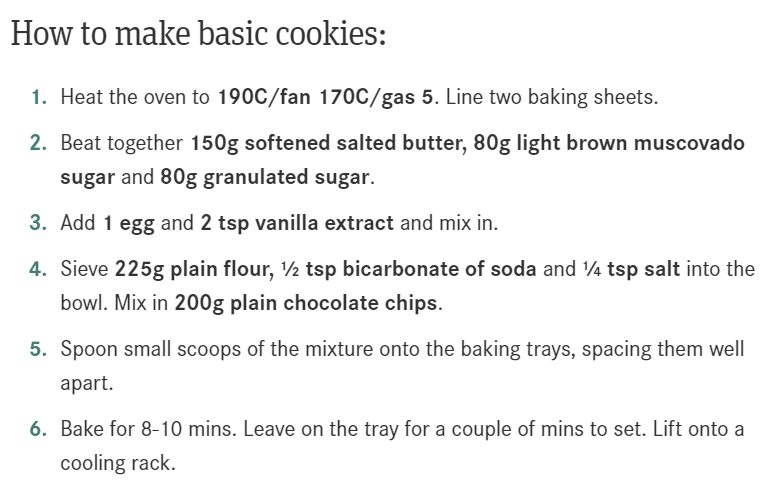 How to make basic cookies:
1. Heat the oven to 190C/fan 170C/gas 5. Line two baking sheets.
2. Beat together 150g softened salted butter, 80g light brown muscovado
sugar and 80g granulated sugar.
3. Add 1 egg and 2 tsp vanilla extract and mix in.
4. Sieve 225g plain flour, ½ tsp bicarbonate of soda and ¼ tsp salt into the
bowl. Mix in 200g plain chocolate chips.
5. Spoon small scoops of the mixture onto the baking trays, spacing them well
apart.
6. Bake for 8-10 mins. Leave on the tray for a couple of mins to set. Lift onto a
cooling rack.